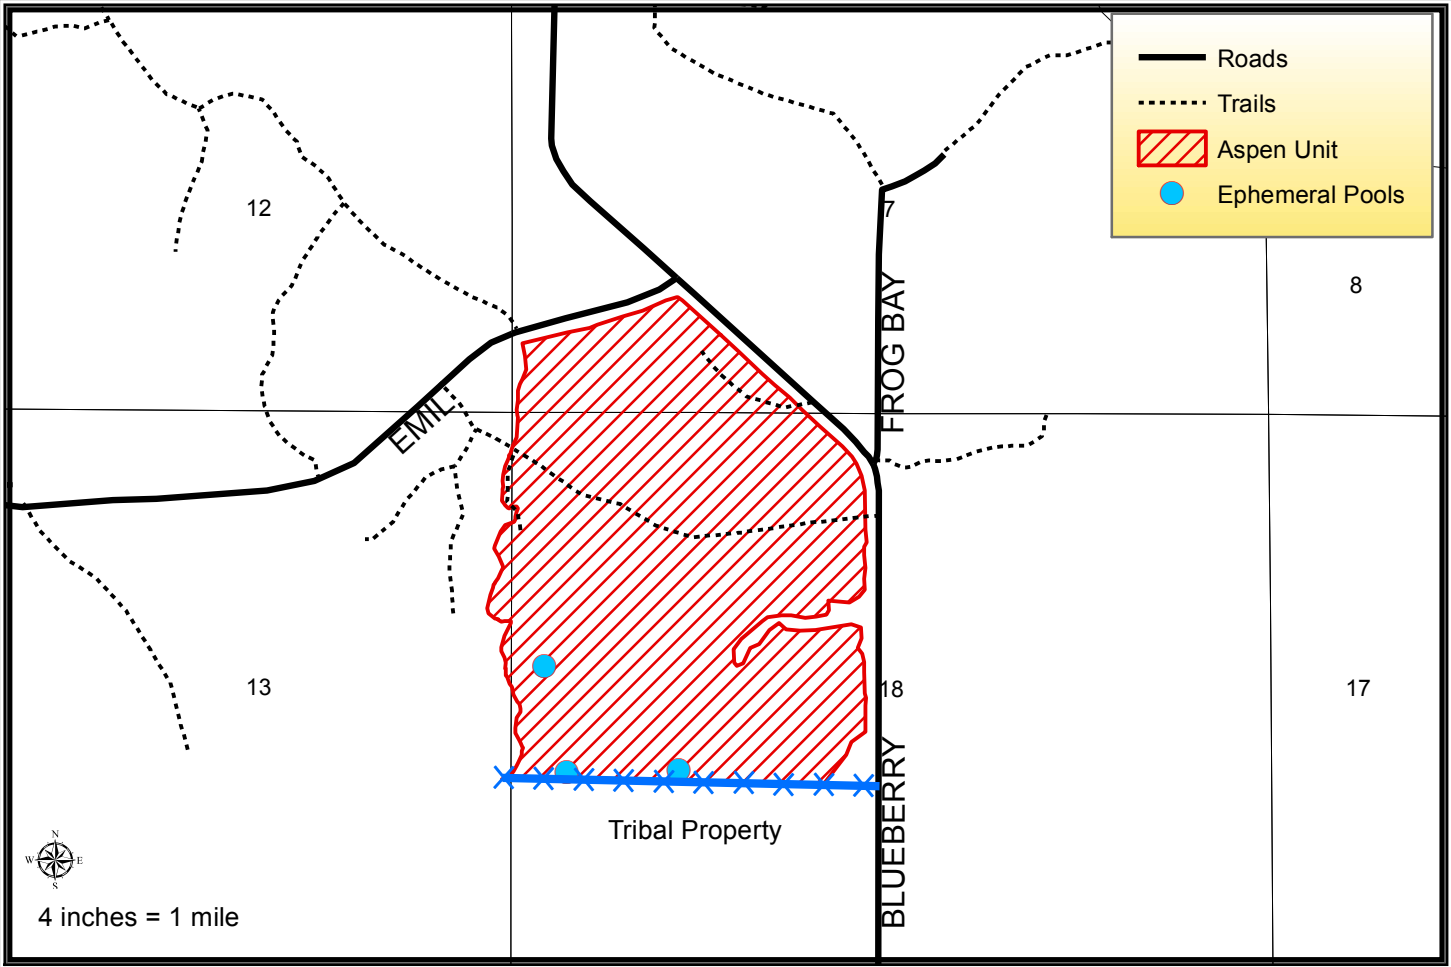 Roads
Trails
Aspen Unit
Ephemeral Pools
12
7
8
FROG BAY
EMIL
13
18
17
BLUEBERRY
Tribal Property
N
W E
S
4 inches = 1 mile